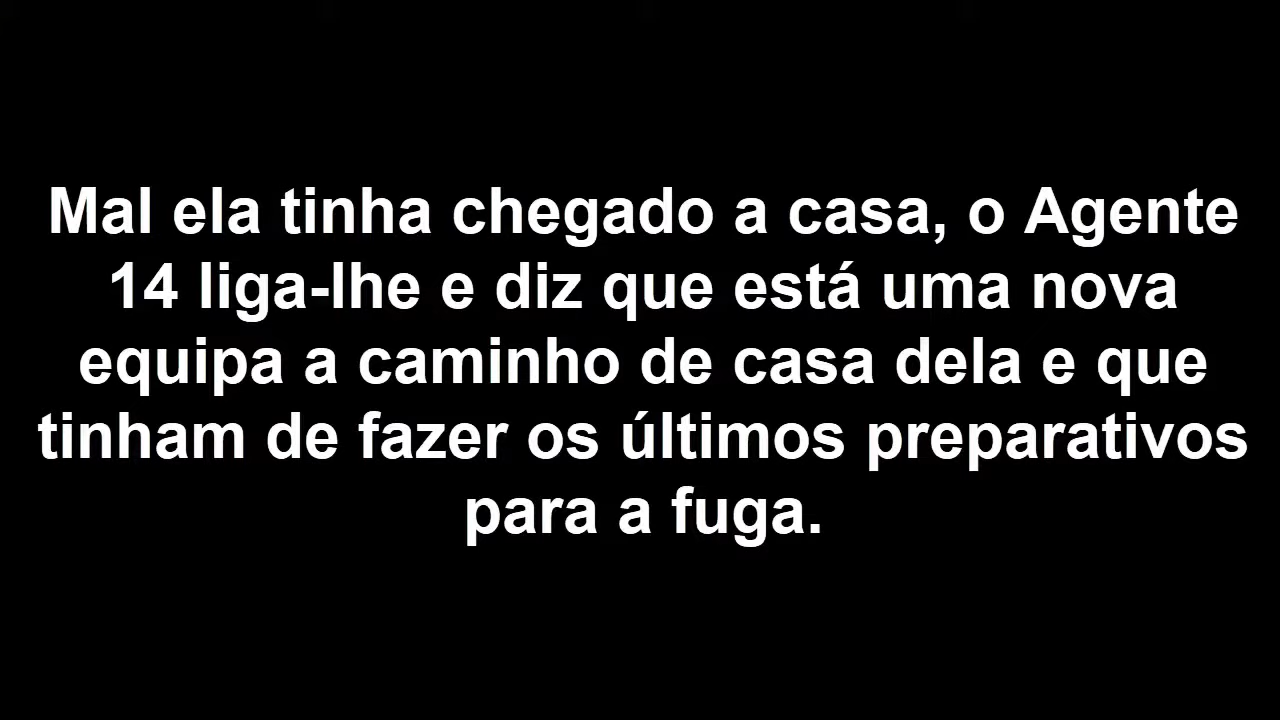 Mal ela tinha chegado a casa, o Agente
14 liga-lhe e diz que está uma nova
equipa a caminho de casa dela e que
tinham de fazer os últimos preparativos
para a fuga.